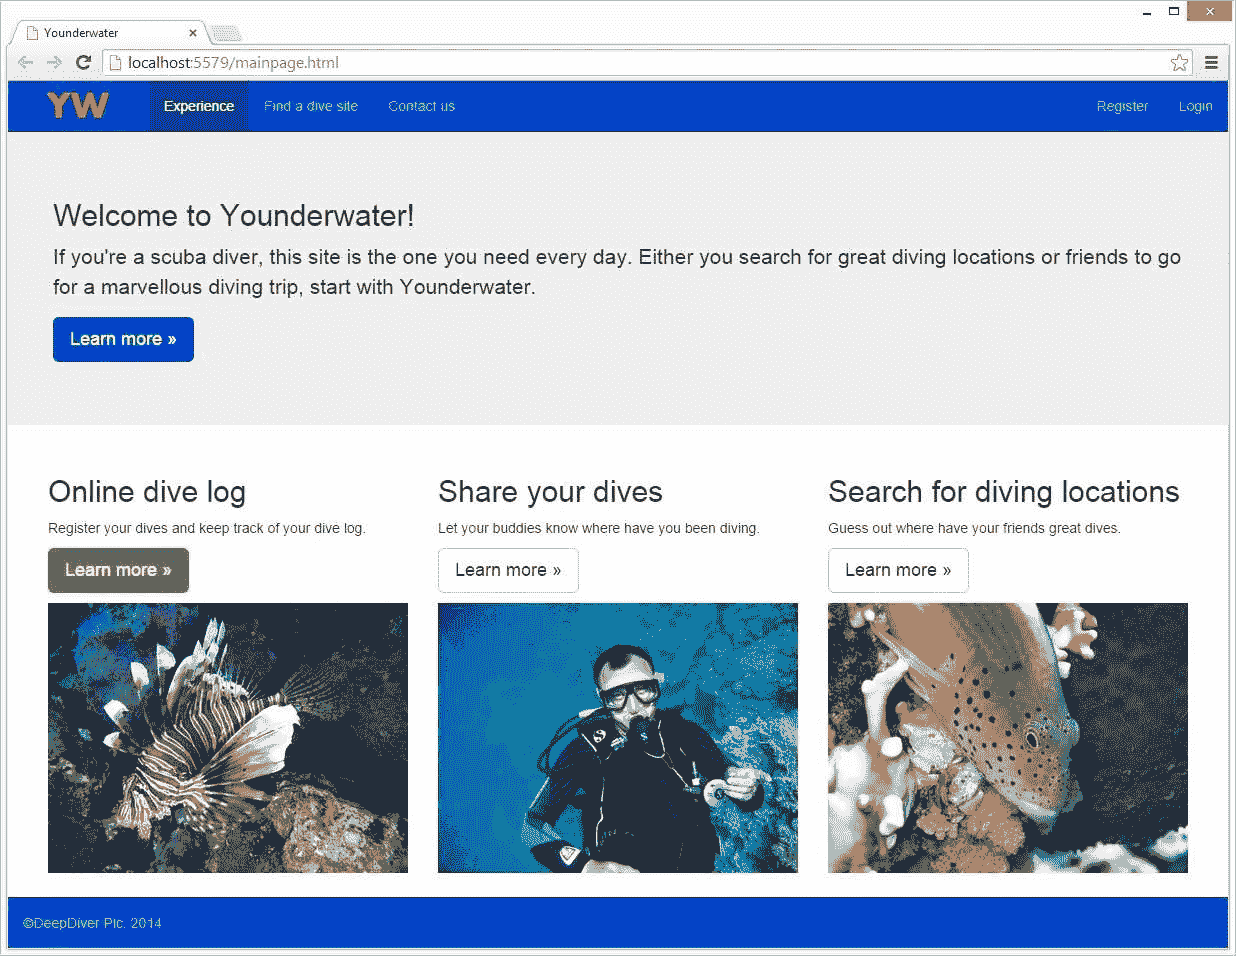 Younderwater
localhost:5579/mainpage.html
YW Experience Find a dive site Contact us Register Login
Welcome to Younderwater!
If you're a scuba diver, this site is the one you need every day. Either you search for great diving locations or friends to go
for a marvellous diving trip, start with Younderwater.
Learn more »
Online dive log
Register your dives and keep track of your dive log.
Learn more »
Share your dives
Let your buddies know where have you been diving.
Learn more »
Search for diving locations
Guess out where have your friends great dives.
Learn more »
©DeepDiver Plc. 2014